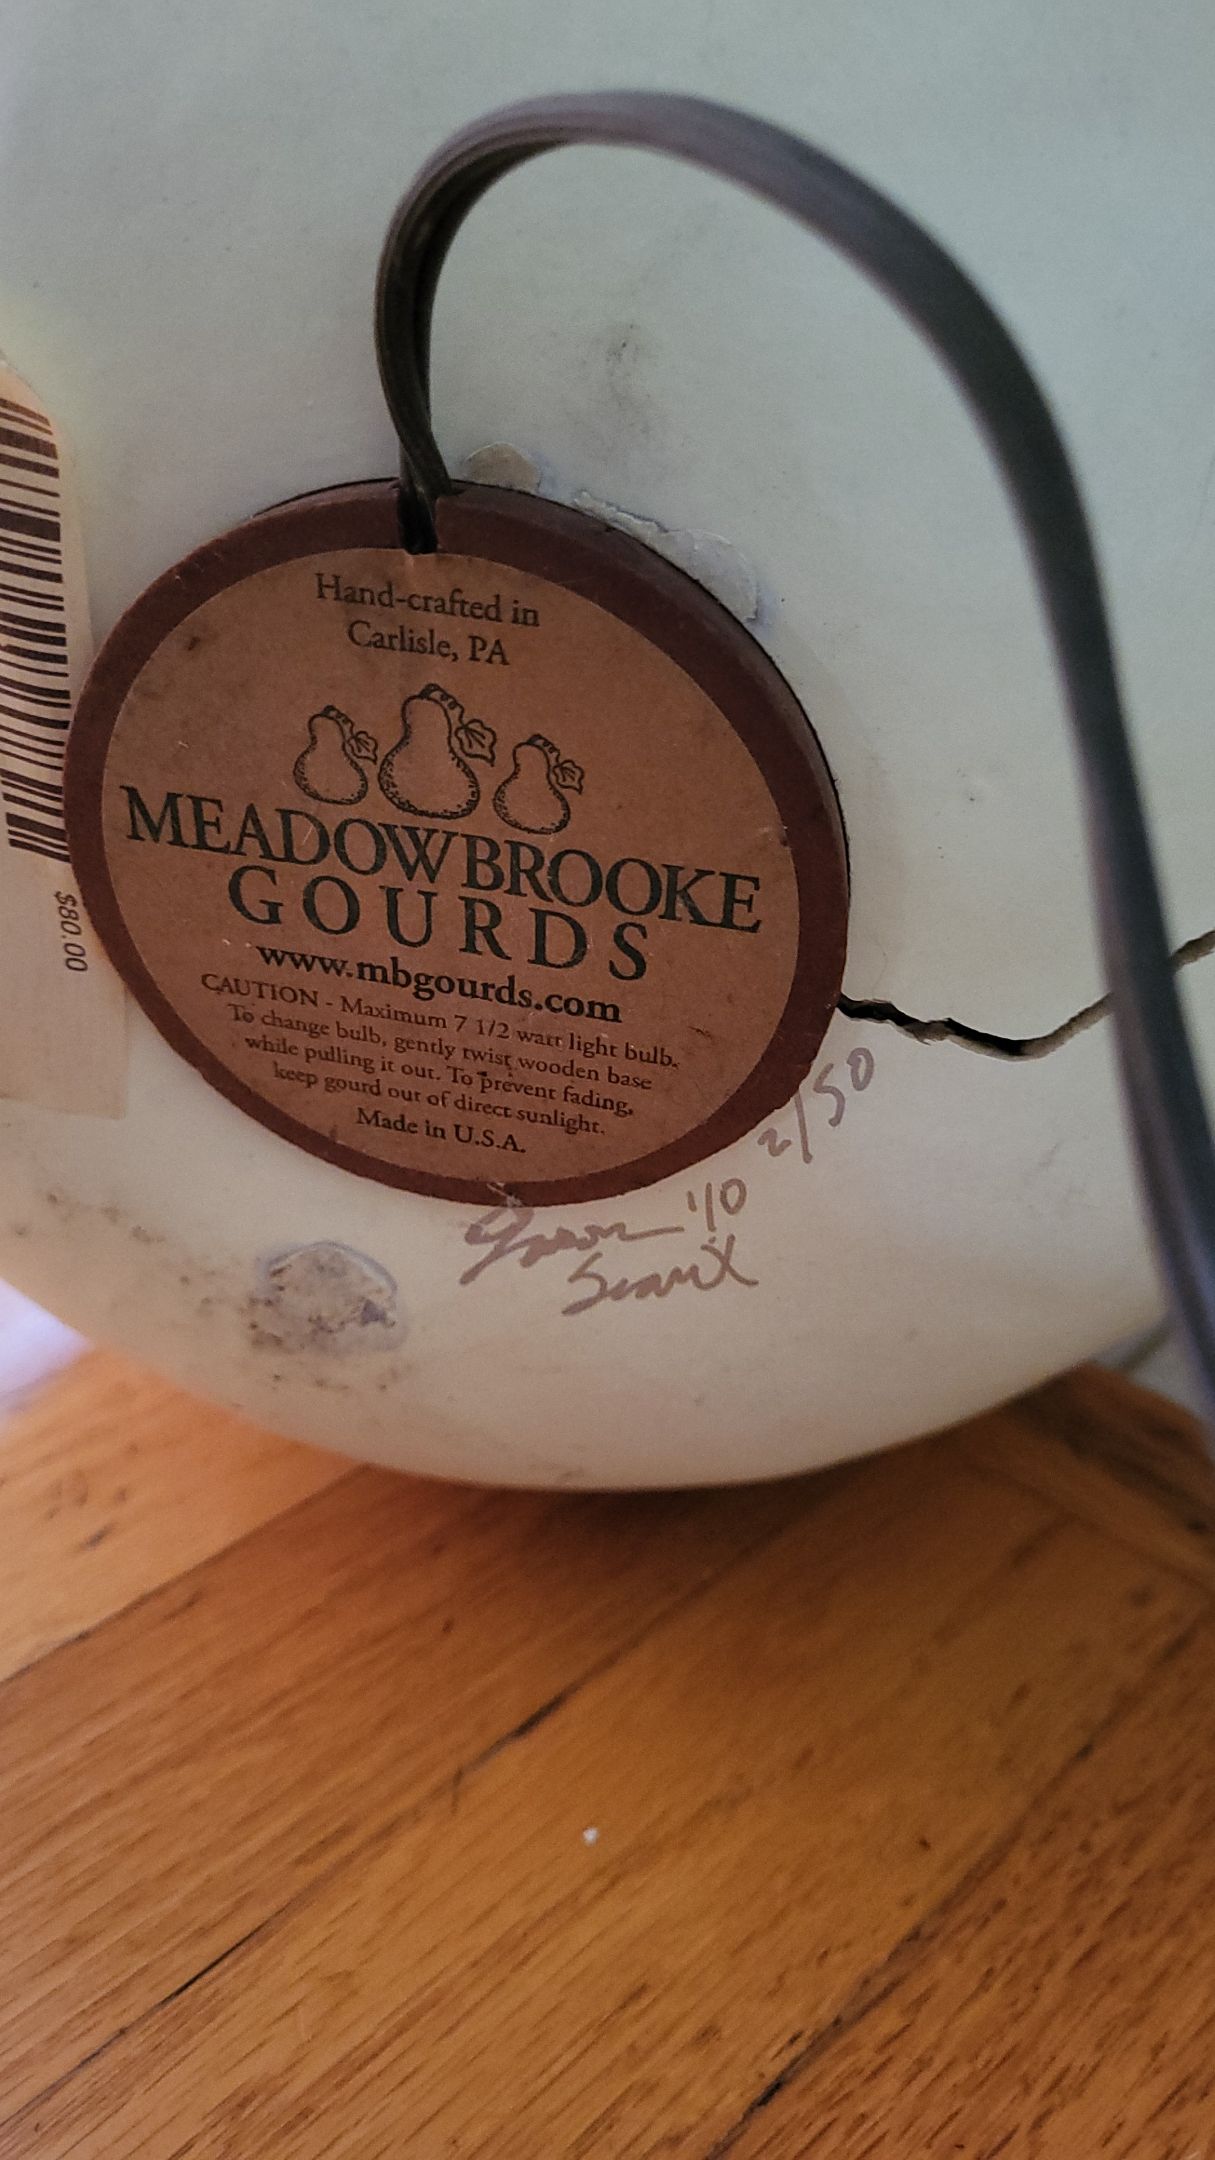 Hand-crafted in
Carlisle, PA
MEADOWBROOKE
GOURDS
www.mbgourds.com
CAUTION - Maximum 7 1/2 watt light bulb.
To change bulb, gently twist wooden base
while pulling it out. To prevent fading,
keep gourd out of direct sunlight.
Made in U.S.A.
$80.00
2/50
'10